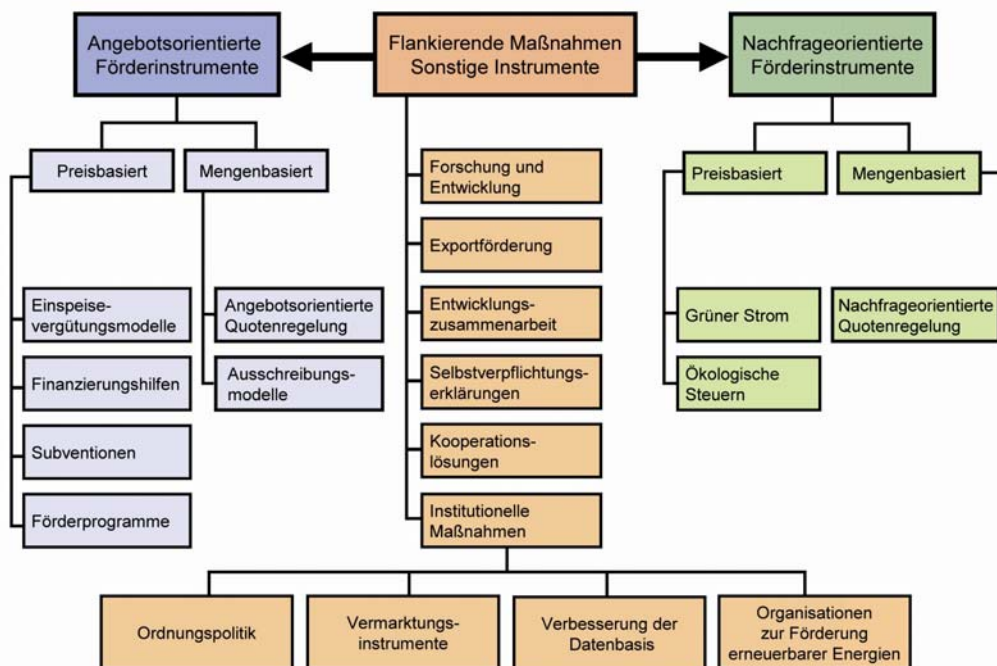 Angebotsorientierte
Förderinstrumente
Flankierende Maßnahmen
Sonstige Instrumente
Nachfrageorientierte
Förderinstrumente
Preisbasiert
Mengenbasiert
Einspeise-
vergütungsmodelle
Finanzierungshilfen
Subventionen
Förderprogramme
Angebotsorientierte
Quotenregelung
Ausschreibungs-
modelle
Forschung und
Entwicklung
Exportförderung
Entwicklungs-
zusammenarbeit
Selbstverpflichtungs-
erklärungen
Kooperations-
lösungen
Institutionelle
Maßnahmen
Preisbasiert
Mengenbasiert
Grüner Strom
Ökologische
Steuern
Nachfrageorientierte
Quotenregelung
Ordnungspolitik
Vermarktungs-
instrumente
Verbesserung der
Datenbasis
Organisationen
zur Förderung
erneuerbarer Energien